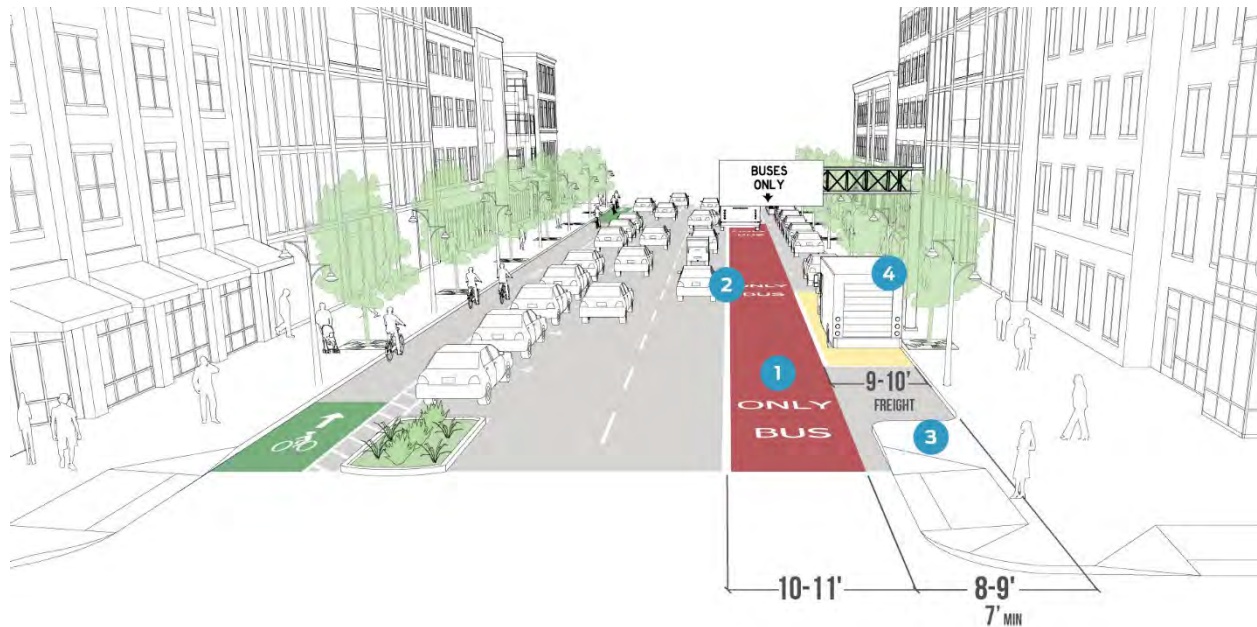 BUSES
ONLY
4
2
ONLY
BUS
1
9-10'
FREIGHT
ONLY
BUS
3
10-11'
8-9'
7' MIN